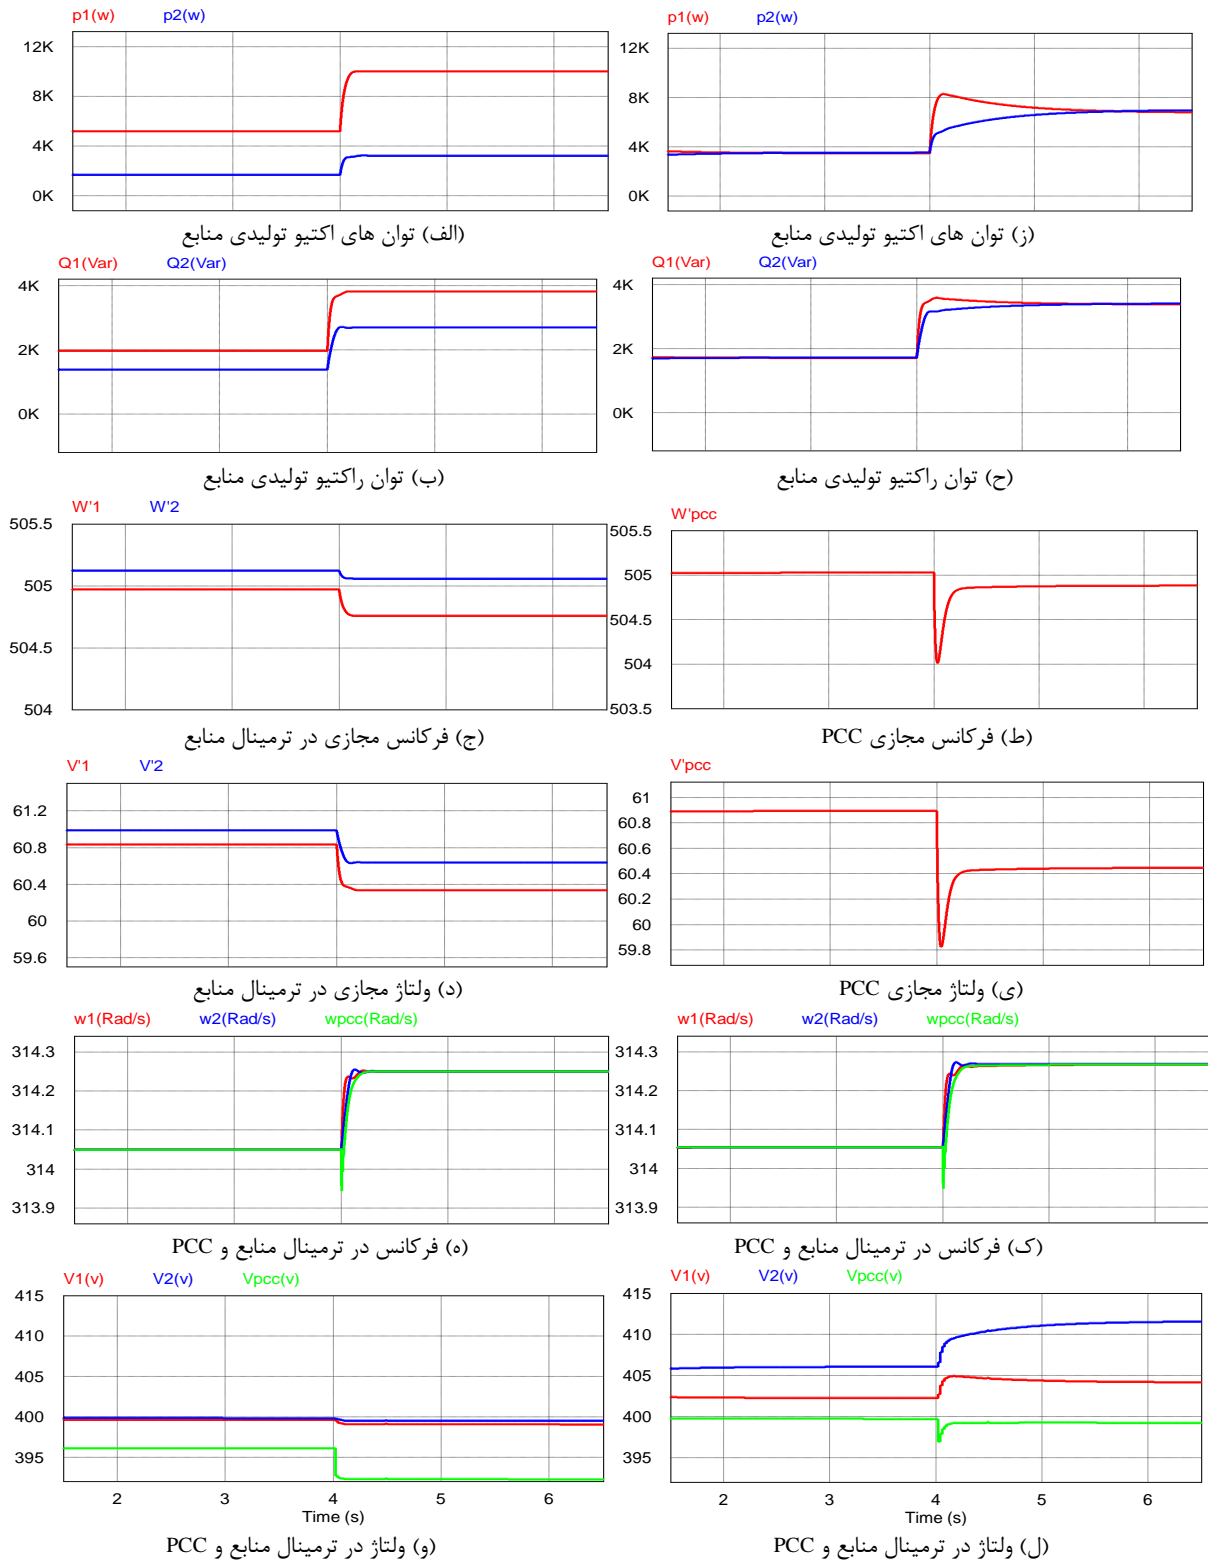 p1(w) p2(w)
12K
8K
4K
0K
(الف) توان های اکتیو تولیدی منابع
p1(w) p2(w)
12K
8K
4K
0K
(ز) توان های اکتیو تولیدی منابع
Q1(Var) Q2(Var)
4K
2K
0K
(ب) توان راکتیو تولیدی منابع
Q1(Var) Q2(Var)
4K
2K
0K
(ح) توان راکتیو تولیدی منابع
W'1 W'2
505.5
505
504.5
504
(ج) فرکانس مجازی در ترمینال منابع
W'pcc
505.5
505
504.5
504
503.5
(ط) فرکانس مجازی PCC
V'1 V'2
61.2
60.8
60.4
60
59.6
(د) ولتاژ مجازی در ترمینال منابع
V'pcc
61
60.8
60.6
60.4
60.2
60
59.8
(ی) ولتاژ مجازی PCC
w1(Rad/s) w2(Rad/s) wpcc(Rad/s)
314.3
314.2
314.1
314
313.9
(ه) فرکانس در ترمینال منابع و PCC
w1(Rad/s) w2(Rad/s) wpcc(Rad/s)
314.3
314.2
314.1
314
313.9
(ک) فرکانس در ترمینال منابع و PCC
V1(v) V2(v) Vpcc(v)
415
410
405
400
395
2 3 4 5 6
Time (s)
(و) ولتاژ در ترمینال منابع و PCC
V1(v) V2(v) Vpcc(v)
415
410
405
400
395
2 3 4 5 6
Time (s)
(ل) ولتاژ در ترمینال منابع و PCC